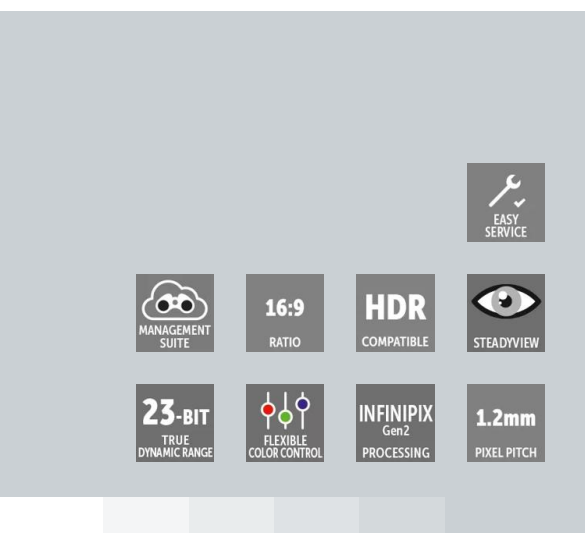 EASY
SERVICE
MANAGEMENT
SUITE
16:9
RATIO
HDR
COMPATIBLE
STEADYVIEW
23-BIT
TRUE
DYNAMIC RANGE
FLEXIBLE
COLOR CONTROL
INFINIPIX
Gen2
PROCESSING
1.2mm
PIXEL PITCH